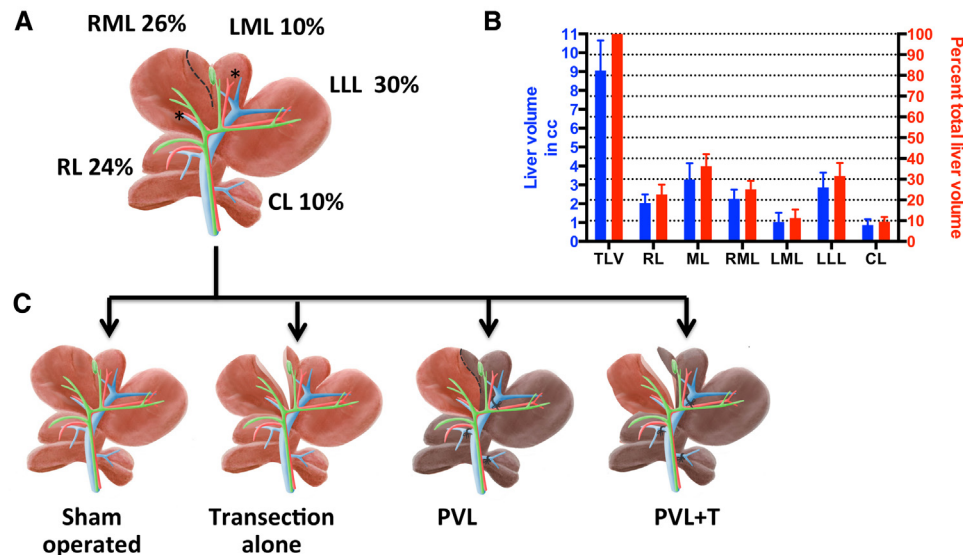 A
RML 26%
LML 10%
LLL 30%
*
*
RL 24%
CL 10%
B
Liver volume
in cc
11
10
9
8
7
6
5
4
3
2
1
0
100
90
80
70
60
50
40
30
20
10
0
Percent total liver volume
TLV RL ML RML LML LLL CL
C
Sham
operated
Transection
alone
PVL
PVL+T